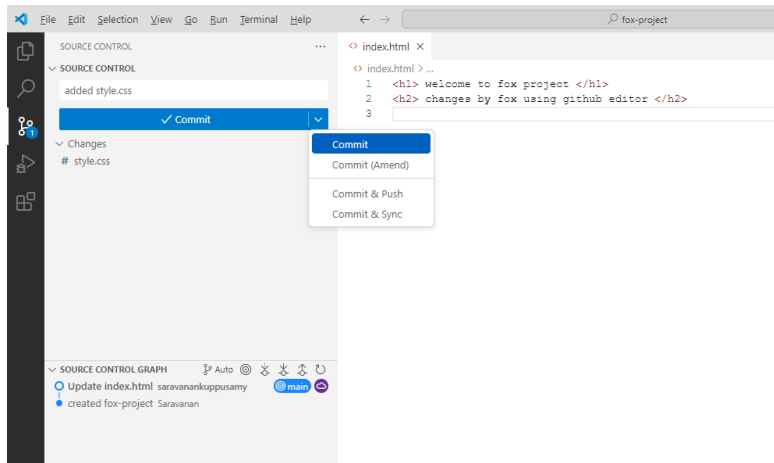 File Edit Selection View Go Run Terminal Help
fox-project
SOURCE CONTROL
SOURCE CONTROL
added style.css
Commit
1
Changes
# style.css
Commit
Commit (Amend)
Commit & Push
Commit & Sync
index.html
index.html > ...
1 <h1> welcome to fox project </h1>
2 <h2> changes by fox using github editor </h2>
3
SOURCE CONTROL GRAPH Auto
Update index.html saravanankuppusamy main
created fox-project Saravanan